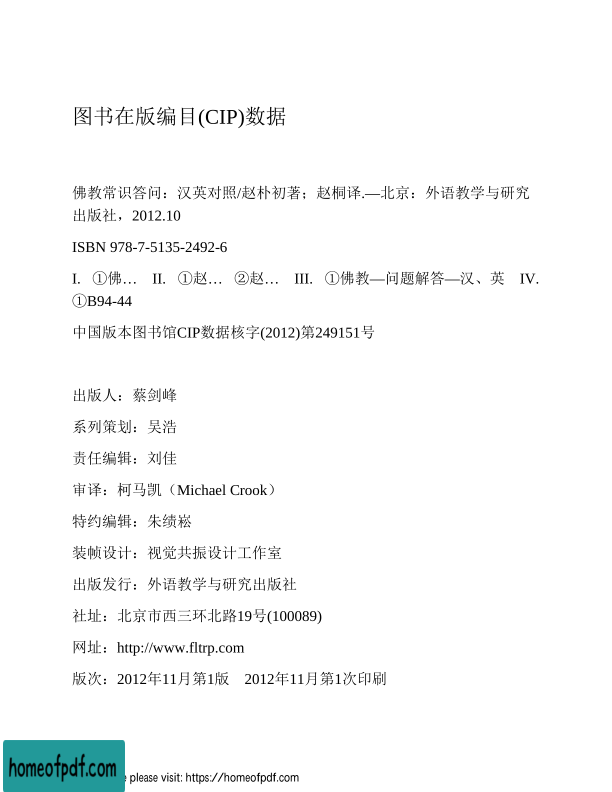 图书在版编目(CIP)数据
佛教常识答问：汉英对照/赵朴初著；赵桐译.—北京：外语教学与研究
出版社，2012.10
ISBN 978-7-5135-2492-6
I. ①佛… II. ①赵… ②赵… III. ①佛教—问题解答—汉、英 IV.
①B94-44
中国版本图书馆CIP数据核字(2012)第249151号
出版人：蔡剑峰
系列策划：吴浩
责任编辑：刘佳
审译：柯马凯（Michael Crook）
特约编辑：朱绩崧
装帧设计：视觉共振设计工作室
出版发行：外语教学与研究出版社
社址：北京市西三环北路19号(100089)
网址：http://www.fltrp.com
版次：2012年11月第1版 2012年11月第1次印刷
homeofpdf.com
e please visit: https://homeofpdf.com